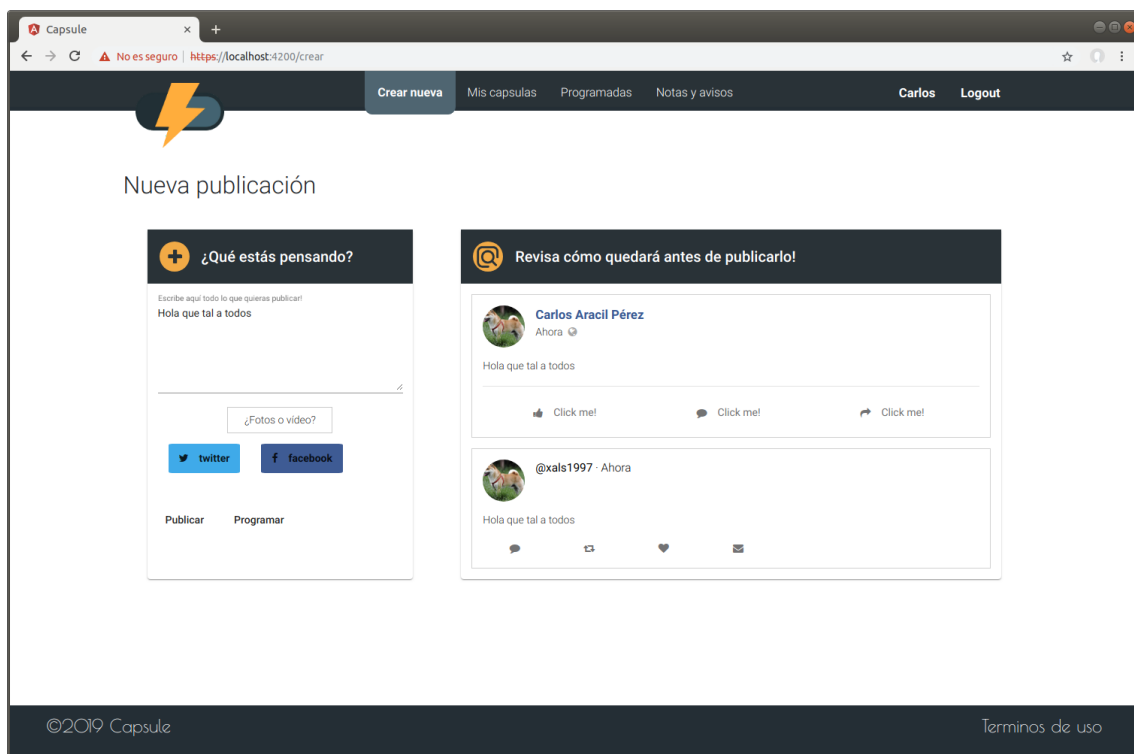 Capsule
No es seguro | https://localhost:4200/crear
Crear nueva Mis capsulas Programadas Notas y avisos Carlos Logout
Nueva publicación
¿Qué estás pensando?
Escribe aquí todo lo que quieras publicar!
Hola que tal a todos
¿Fotos o vídeo?
twitter facebook
Publicar Programar
Revisa cómo quedará antes de publicarlo!
Carlos Aracil Pérez
Ahora
Hola que tal a todos
Click me! Click me! Click me!
@xals1997 · Ahora
Hola que tal a todos
©2019 Capsule Terminos de uso